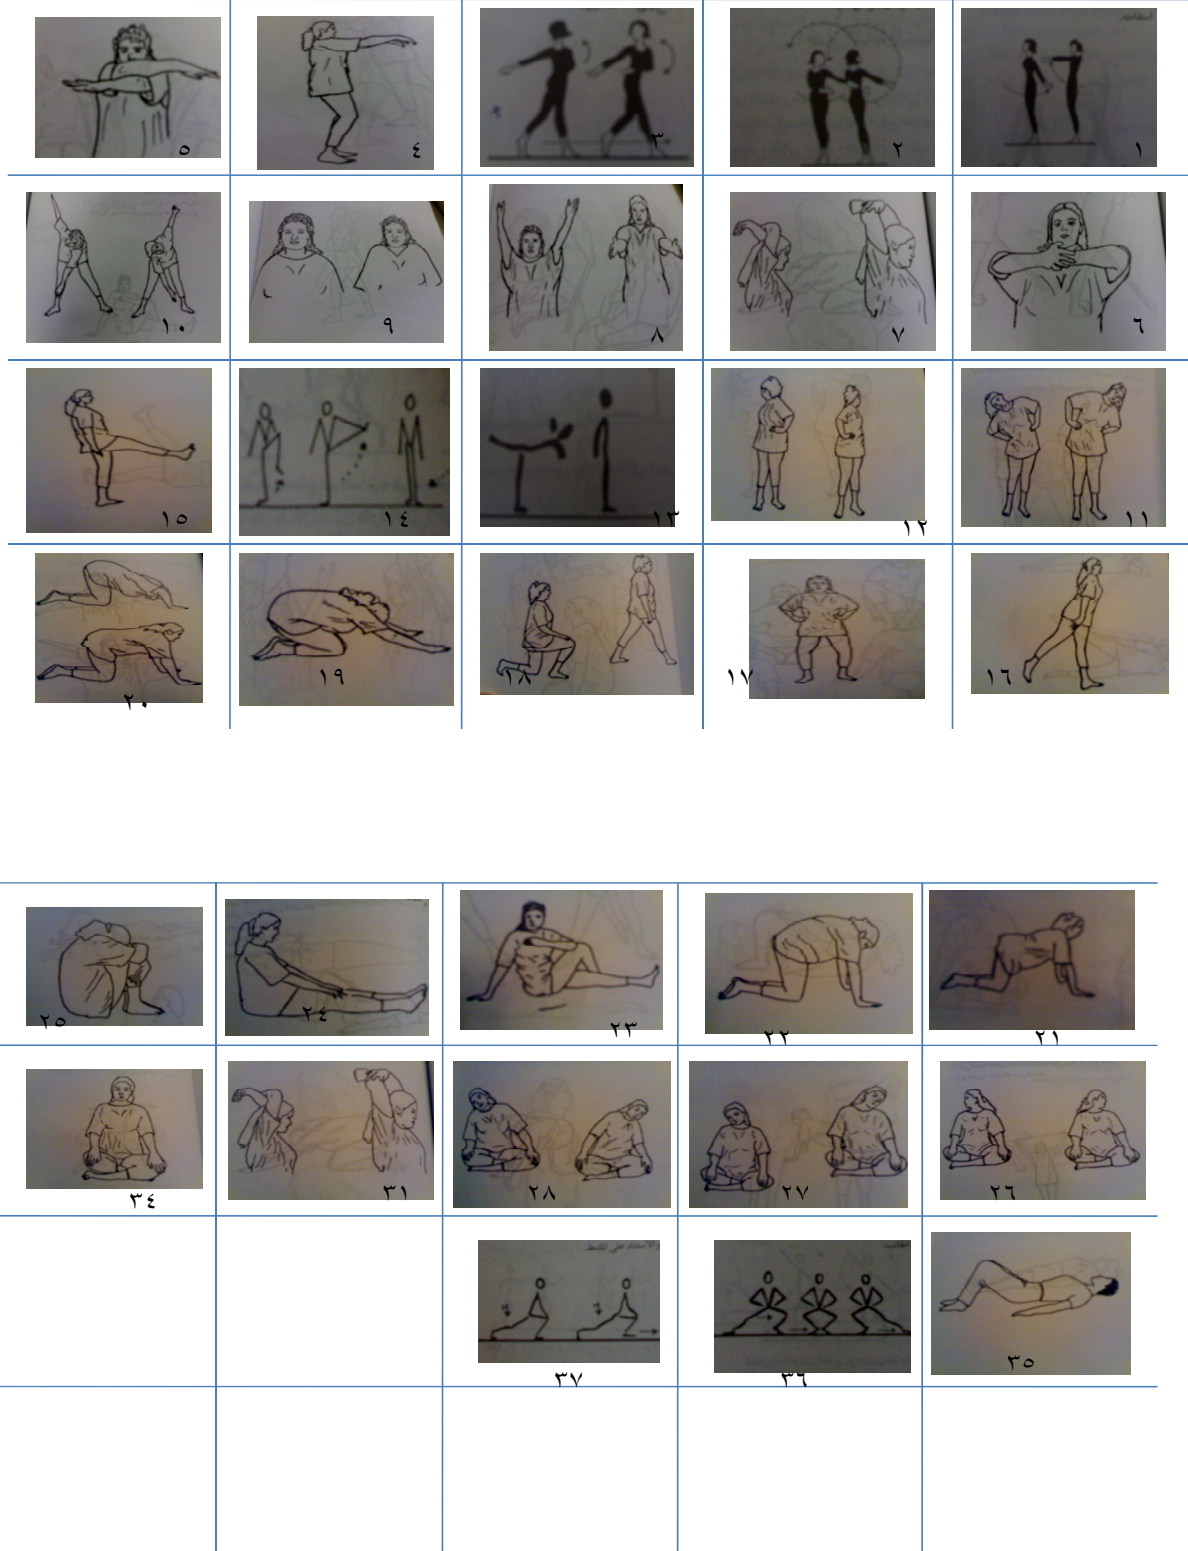 ١ ٢ ٣ ٤ ٥
٦ ٧ ٨ ٩ ١٠
١١ ١٢ ١٣ ١٤ ١٥
١٦ ١٧ ١٨ ١٩ ٢٠
٢١ ٢٢ ٢٣ ٢٤ ٢٥
٢٦ ٢٧ ٢٨ ٣١ ٣٤
٣٥ ٣٦ ٣٧